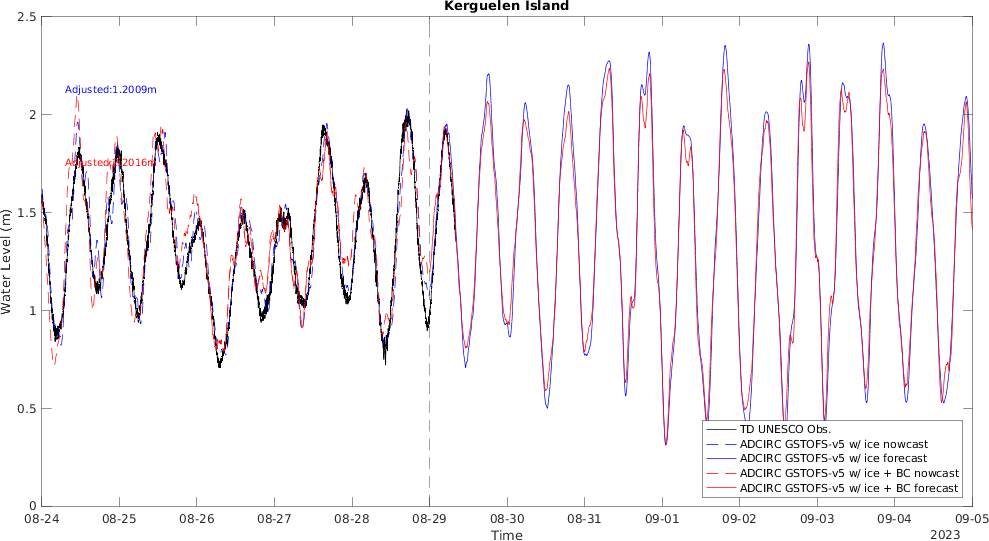 Kerguelen Island
2.5
2
1.5
1
0.5
0
Water Level (m)
Adjusted:1.2009m
Adjusted:1.2016m
08-24 08-25 08-26 08-27 08-28 08-29 08-30 08-31 09-01 09-02 09-03 09-04 09-05
Time
2023
TD UNESCO Obs.
ADCIRC GSTOFS-v5 w/ ice nowcast
ADCIRC GSTOFS-v5 w/ ice forecast
ADCIRC GSTOFS-v5 w/ ice + BC nowcast
ADCIRC GSTOFS-v5 w/ ice + BC forecast